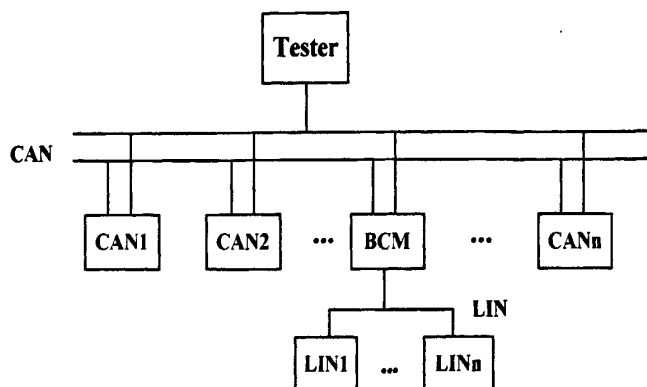 Tester
CAN
CAN1 CAN2 ... BCM ... CANn
LIN
LIN1 ... LINn